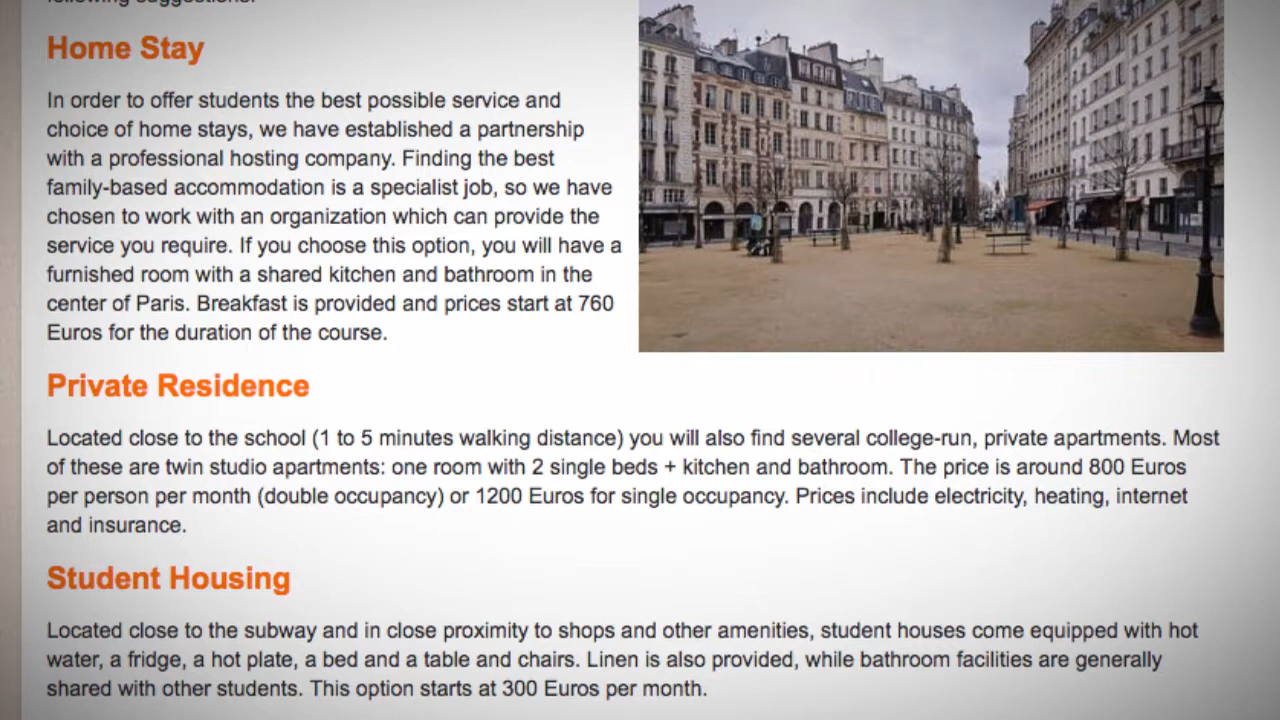 following suggestions.
Home Stay
In order to offer students the best possible service and
choice of home stays, we have established a partnership
with a professional hosting company. Finding the best
family-based accommodation is a specialist job, so we have
chosen to work with an organization which can provide the
service you require. If you choose this option, you will have a
furnished room with a shared kitchen and bathroom in the
center of Paris. Breakfast is provided and prices start at 760
Euros for the duration of the course.
Private Residence
Located close to the school (1 to 5 minutes walking distance) you will also find several college-run, private apartments. Most
of these are twin studio apartments: one room with 2 single beds + kitchen and bathroom. The price is around 800 Euros
per person per month (double occupancy) or 1200 Euros for single occupancy. Prices include electricity, heating, internet
and insurance.
Student Housing
Located close to the subway and in close proximity to shops and other amenities, student houses come equipped with hot
water, a fridge, a hot plate, a bed and a table and chairs. Linen is also provided, while bathroom facilities are generally
shared with other students. This option starts at 300 Euros per month.